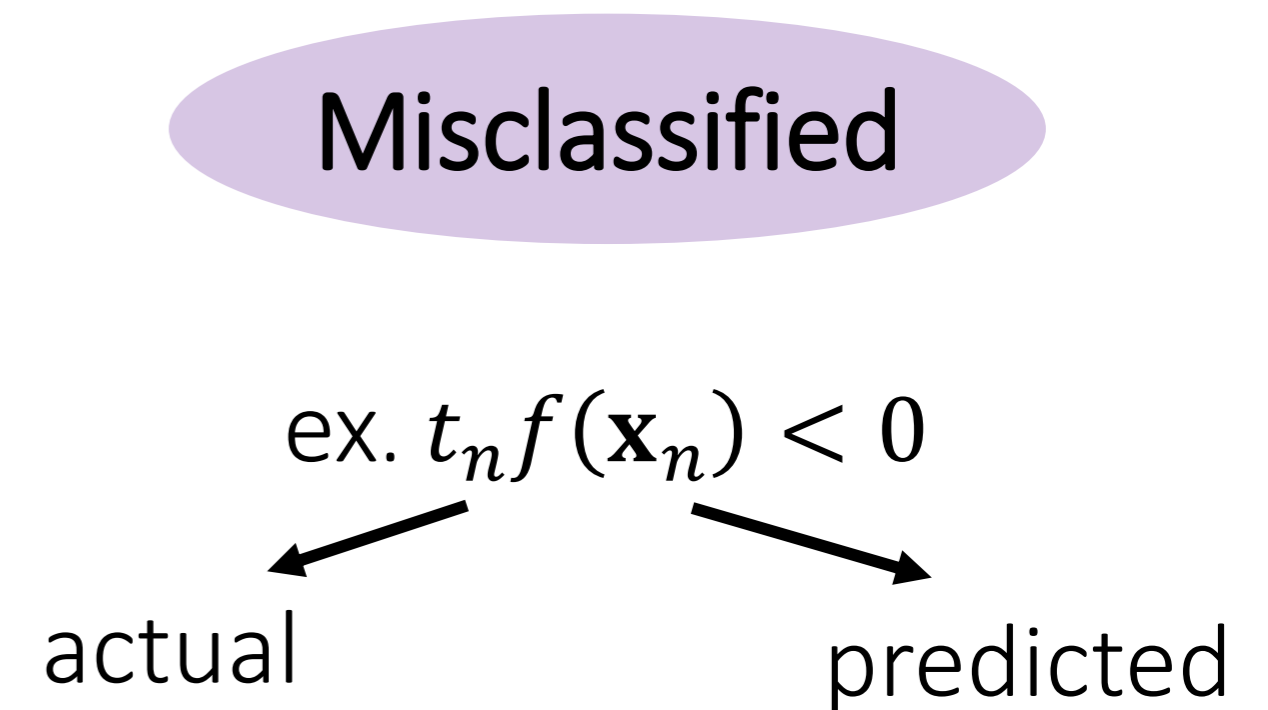 Misclassified
ex. tₙf(𝐱ₙ) < 0
actual
predicted